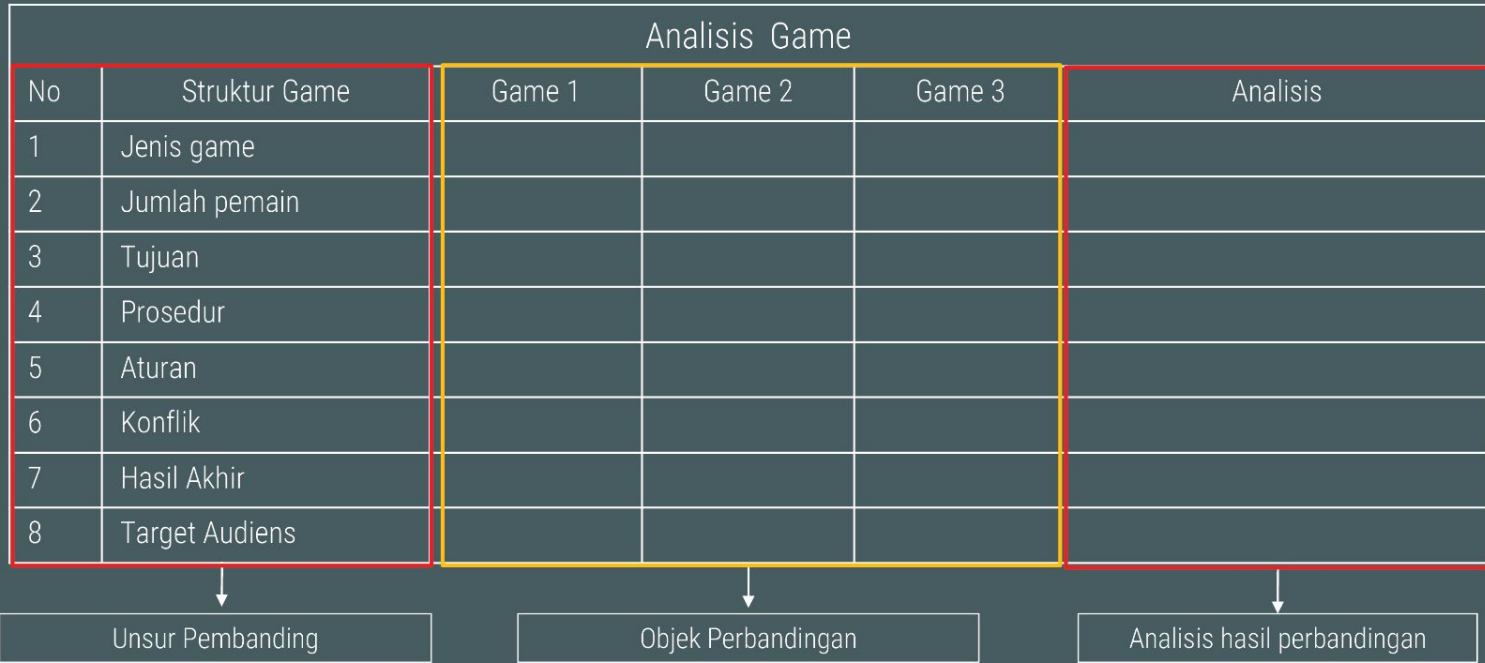 Analisis Game
No Struktur Game Game 1 Game 2 Game 3 Analisis
1 Jenis game
2 Jumlah pemain
3 Tujuan
4 Prosedur
5 Aturan
6 Konflik
7 Hasil Akhir
8 Target Audiens
Unsur Pembanding Objek Perbandingan Analisis hasil perbandingan